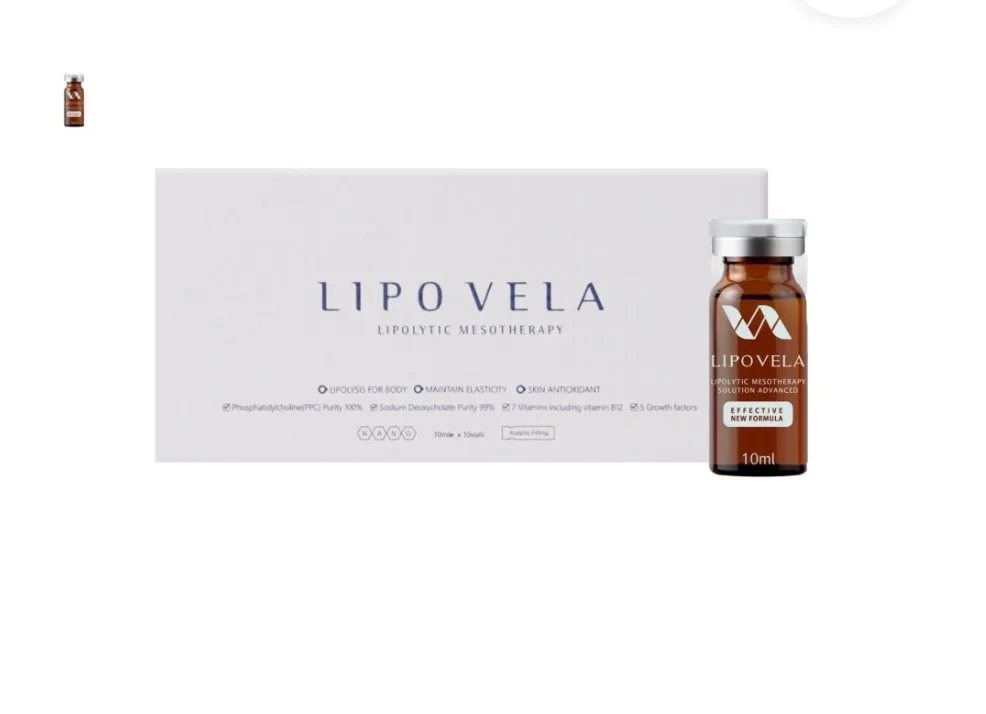 LIPO VELA
LIPOLYTIC MESOTHERAPY
LIPOLYSIS FOR BODY MAINTAIN ELASTICITY SKIN ANTIOXIDANT
☑Phosphatidylcholine(PPC) Purity 100% ☑Sodium Deoxycholate Purity 99% ☑7 Vitamins including vitamin B12 ☑5 Growth factors
NANO 10mle x 10vials Aseptic Filling
LIPOVELA
LIPOLYTIC MESOTHERAPY
SOLUTION ADVANCED
EFFECTIVE
NEW FORMULA
10ml